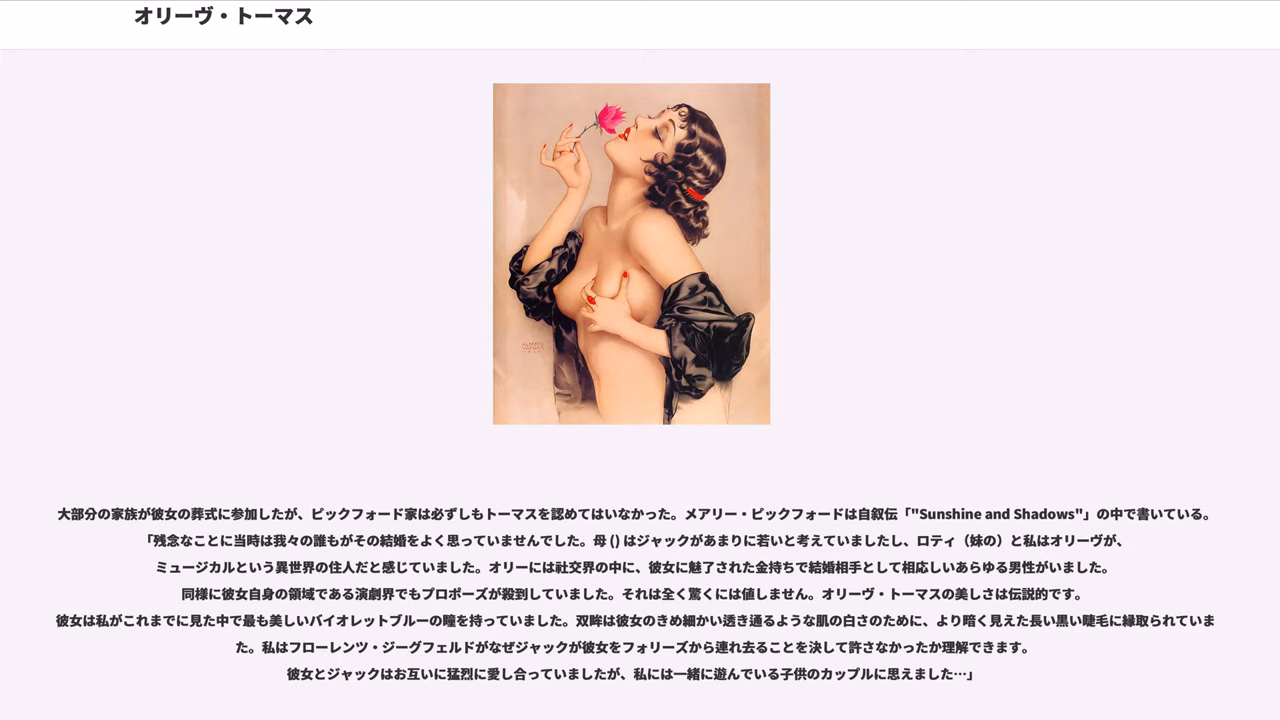 オリーヴ・トーマス
ALBERTO
VARGAS
大部分の家族が彼女の葬式に参加したが、ピックフォード家は必ずしもトーマスを認めてはいなかった。メアリー・ピックフォードは自叙伝「"Sunshine and Shadows"」の中で書いている。
「残念なことに当時は我々の誰もがその結婚をよく思っていませんでした。母 () はジャックがあまりに若いと考えていましたし、ロティ（妹の）と私はオリーヴが、
ミュージカルという異世界の住人だと感じていました。オリーには社交界の中に、彼女に魅了された金持ちで結婚相手として相応しいあらゆる男性がいました。
同様に彼女自身の領域である演劇界でもプロポーズが殺到していました。それは全く驚くには値しません。オリーヴ・トーマスの美しさは伝説的です。
彼女は私がこれまでに見た中で最も美しいバイオレットブルーの瞳を持っていました。双眸は彼女のきめ細かい透き通るような肌の白さのために、より暗く見えた長い黒い睫毛に縁取られていま
た。私はフローレンツ・ジーグフェルドがなぜジャックが彼女をフォリーズから連れ去ることを決して許さなかったか理解できます。
彼女とジャックはお互いに猛烈に愛し合っていましたが、私には一緒に遊んでいる子供のカップルに思えました…」